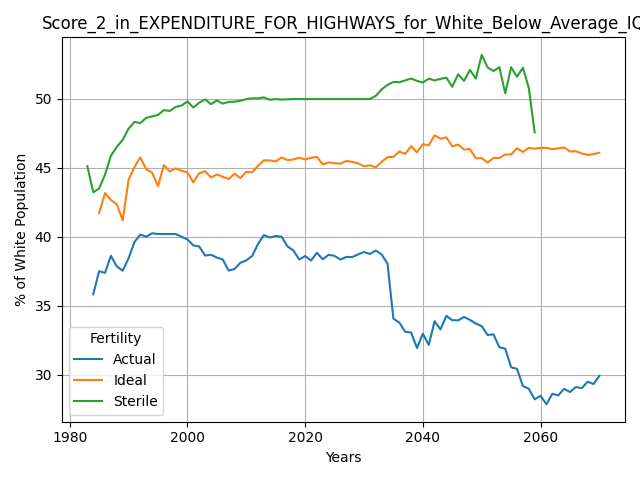 Score_2_in_EXPENDITURE_FOR_HIGHWAYS_for_White_Below_Average_IQ
% of White Population
50
45
40
35
30
Fertility
Actual
Ideal
Sterile
1980 2000 2020 2040 2060
Years